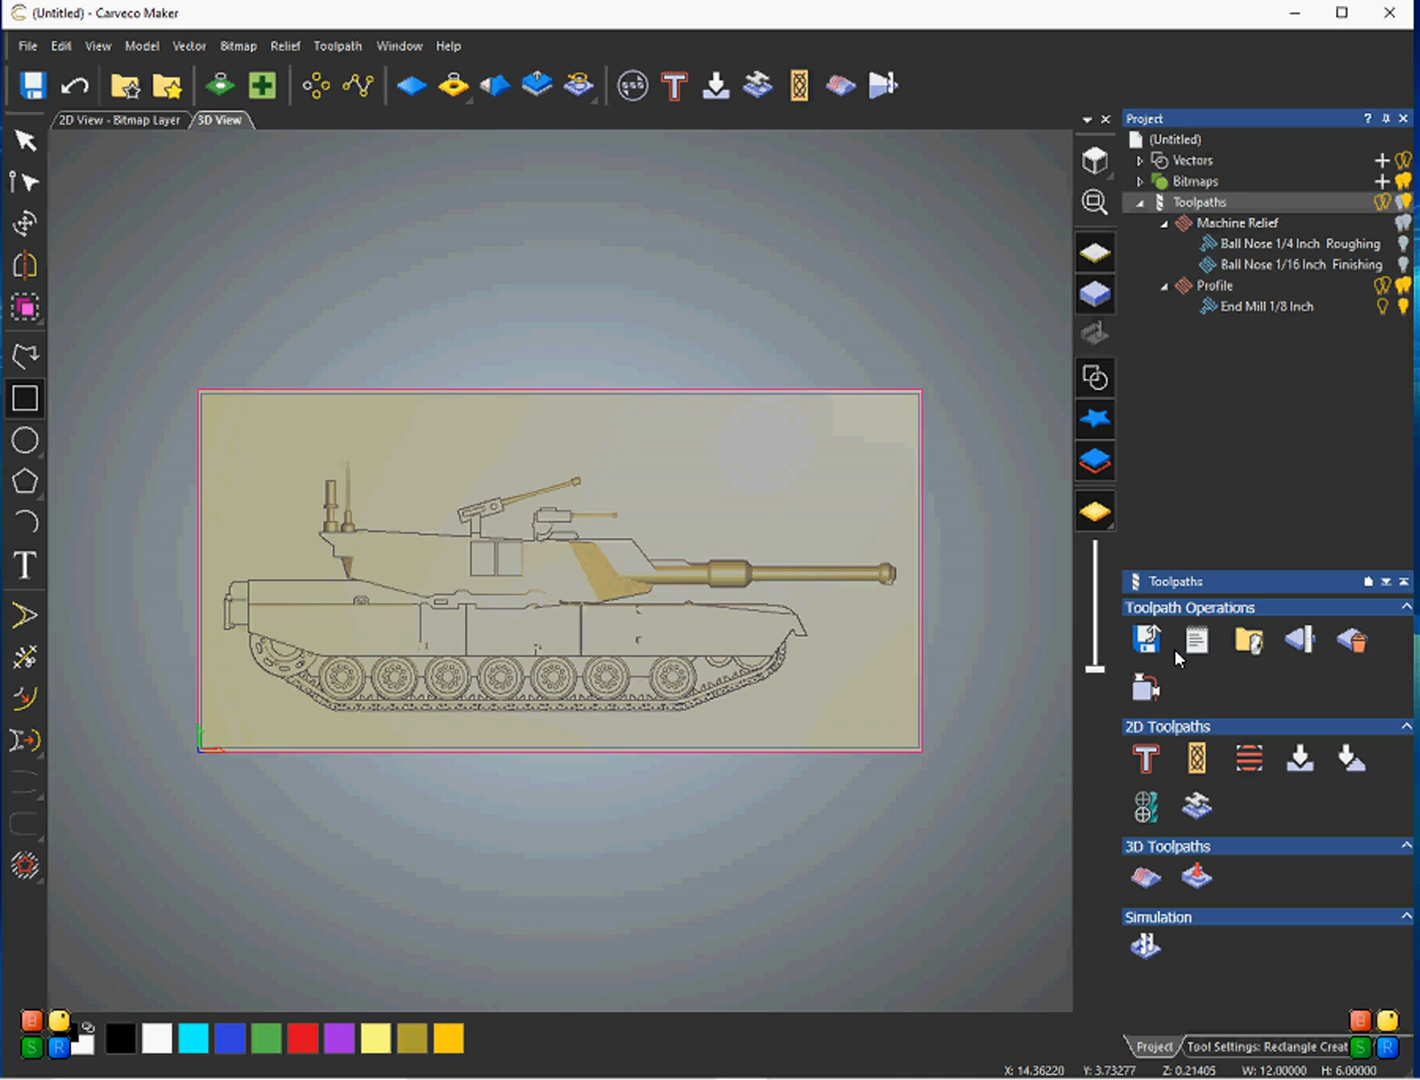 (Untitled) - Carveco Maker
File Edit View Model Vector Bitmap Relief Toolpath Window Help
2D View - Bitmap Layer 3D View
Project
(Untitled)
Vectors
Bitmaps
Toolpaths
Machine Relief
Ball Nose 1/4 Inch Roughing
Ball Nose 1/16 Inch Finishing
Profile
End Mill 1/8 Inch
Toolpaths
Toolpath Operations
2D Toolpaths
3D Toolpaths
Simulation
B
S R
B
S R
Project Tool Settings: Rectangle Creat
X: 14.36220 Y: 3.73277 Z: 0.21405 W: 12.00000 H: 6.00000